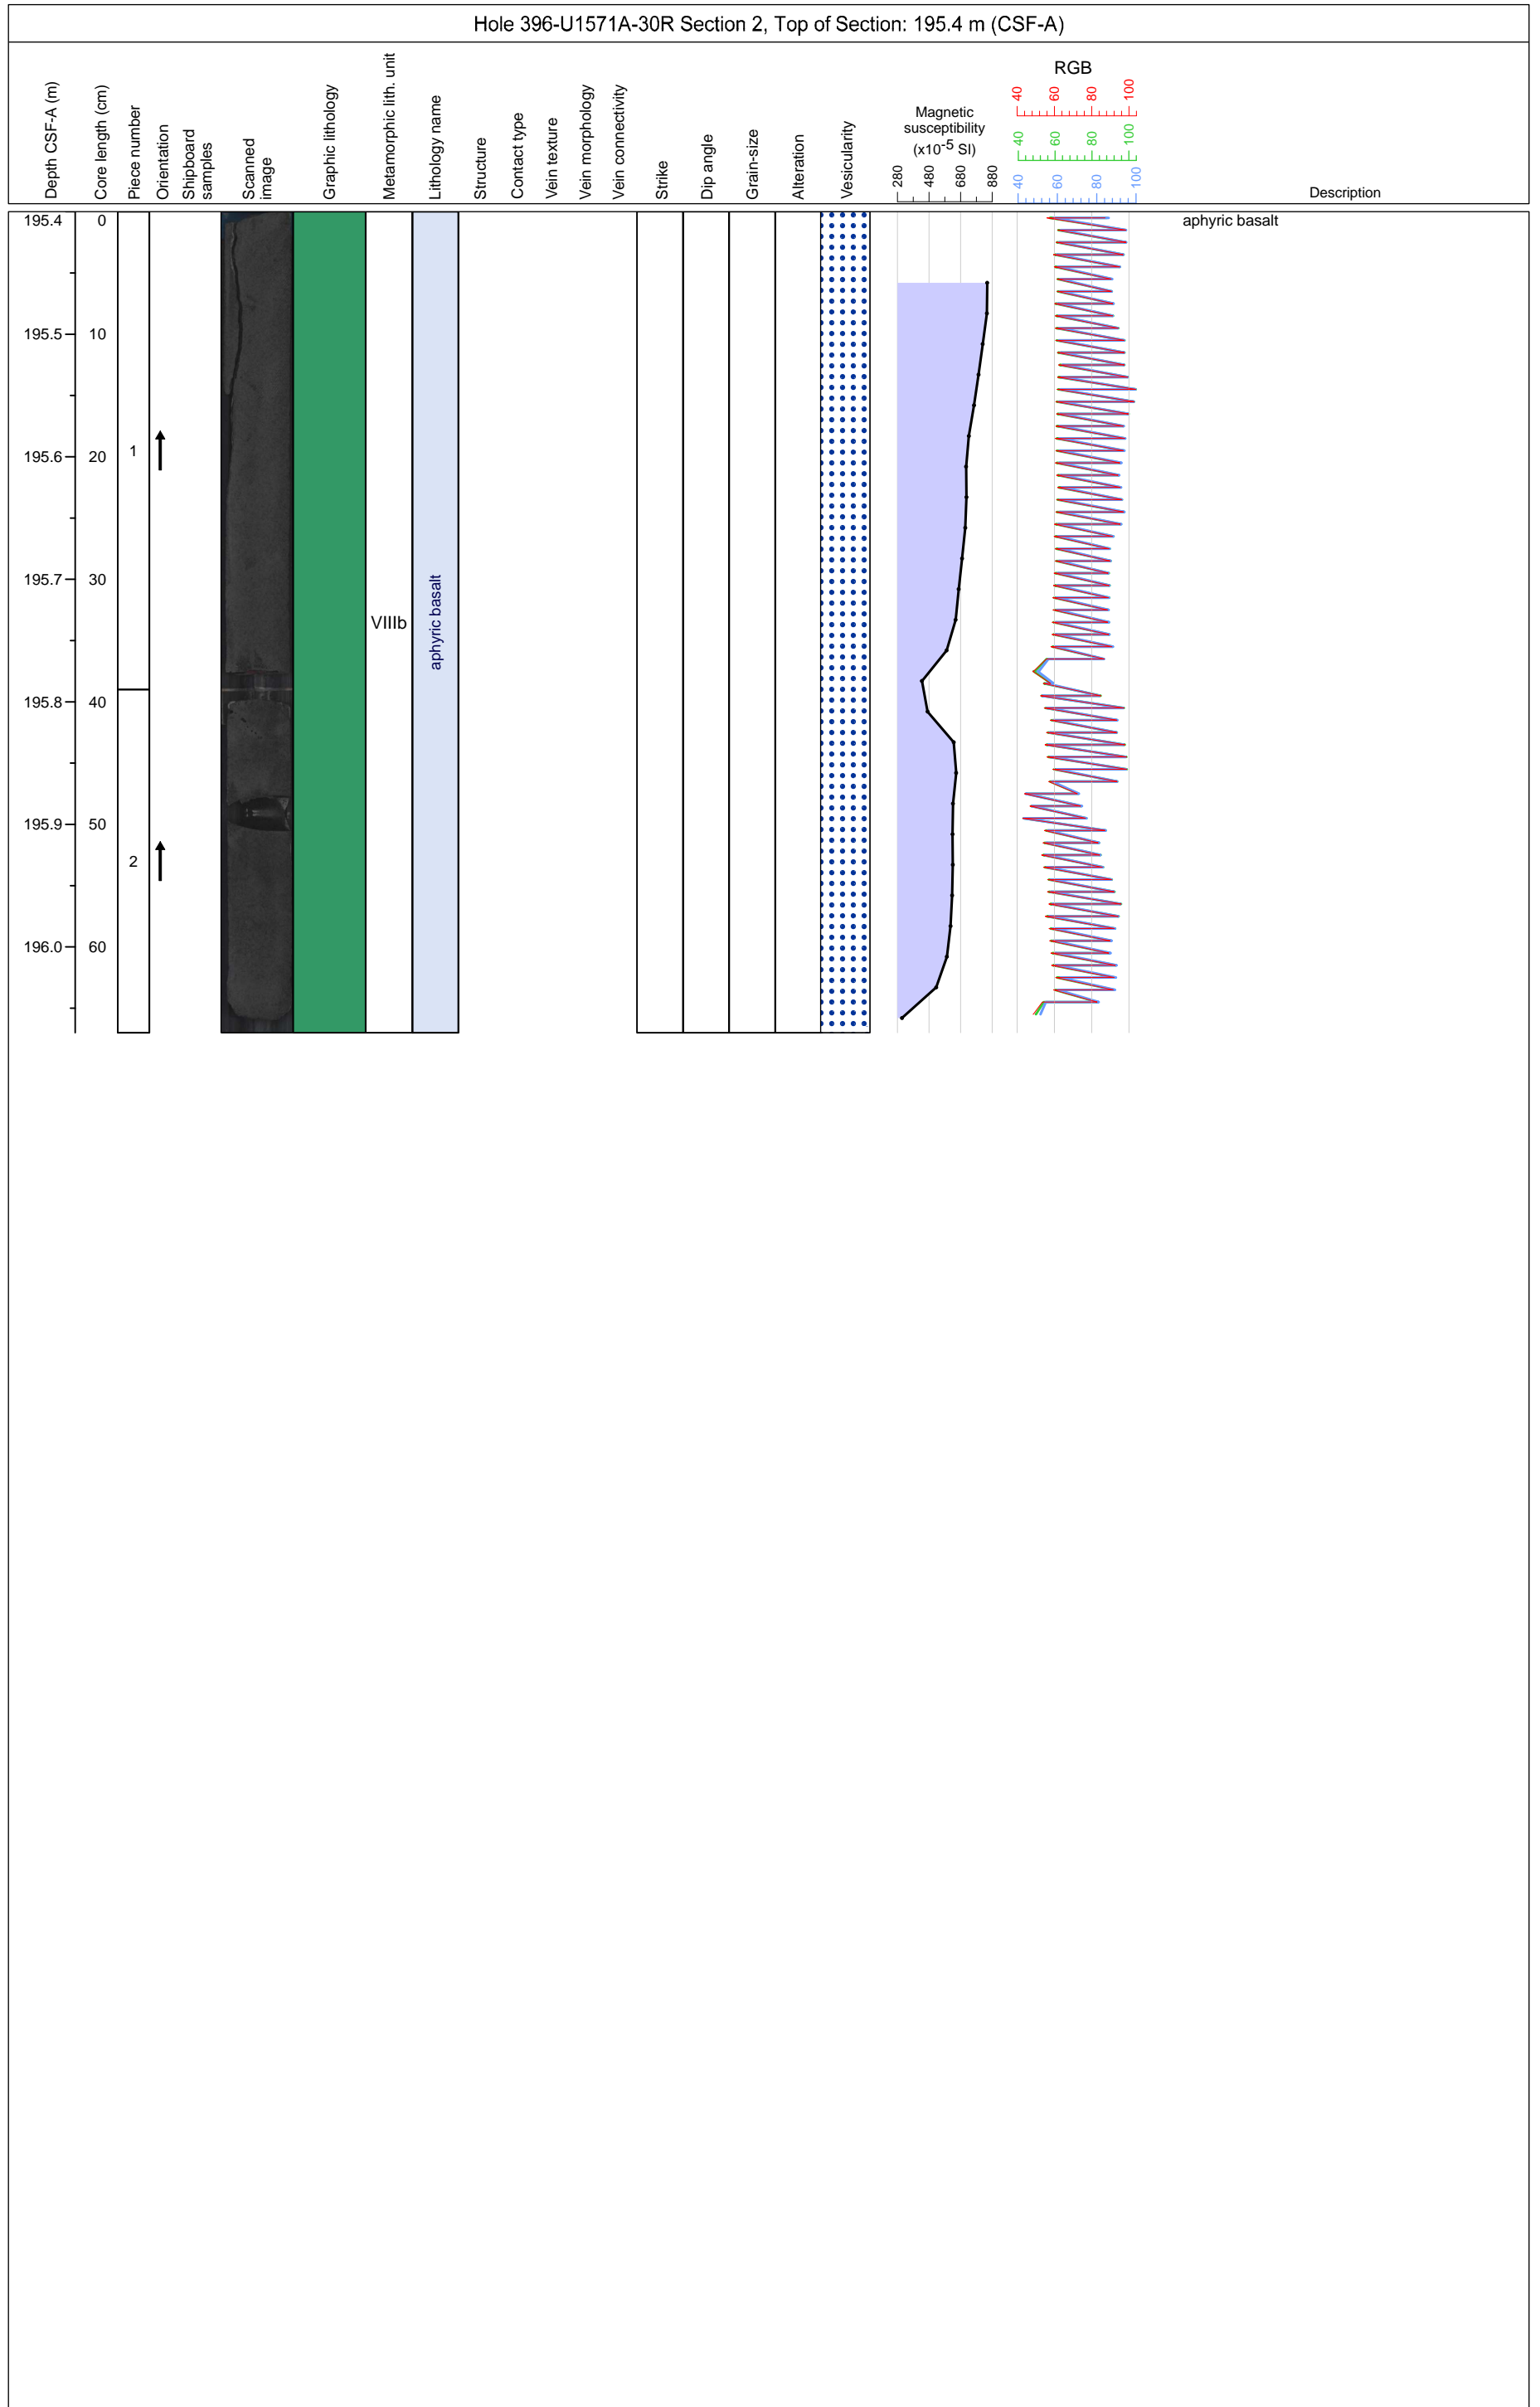 Hole 396-U1571A-30R Section 2, Top of Section: 195.4 m (CSF-A)
Depth CSF-A (m)
Core length (cm)
Piece number
Orientation
Shipboard
samples
Scanned
image
Graphic lithology
Metamorphic lith. unit
Lithology name
Structure
Contact type
Vein texture
Vein morphology
Vein connectivity
Strike
Dip angle
Grain-size
Alteration
Vesicularity
Magnetic
susceptibility
(x10-5 SI)
280 480 680 880
RGB
40 60 80 100
40 60 80 100
40 60 80 100
Description
195.4 0
aphyric basalt
195.5 10
1
195.6 20
195.7 30
VIIIb
aphyric basalt
195.8 40
195.9 50
2
196.0 60